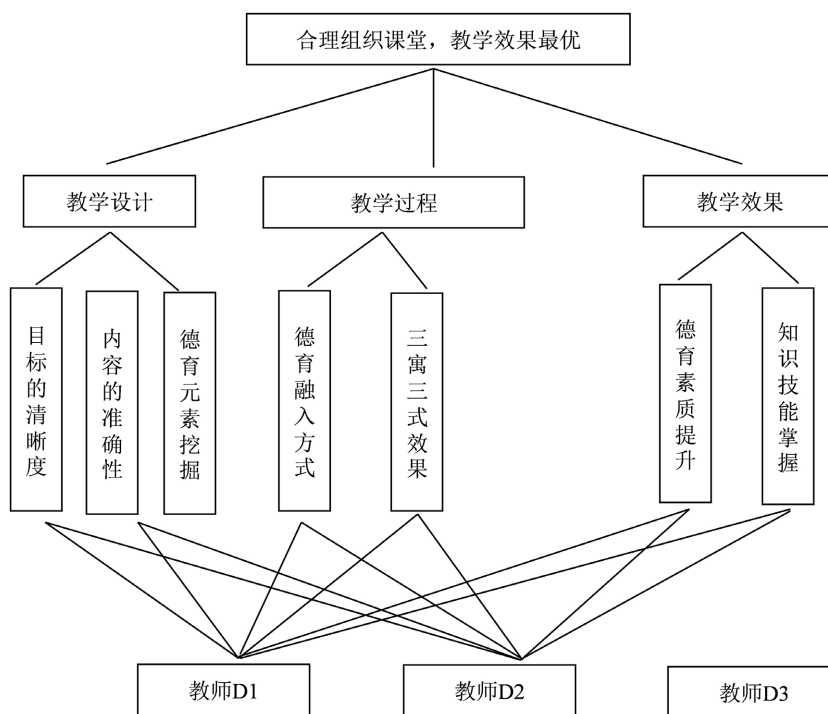 合理组织课堂，教学效果最优
教学设计
教学过程
教学效果
目标的清晰度
内容的准确性
德育元素挖掘
德育融入方式
三寓三式效果
德育素质提升
知识技能掌握
教师D1
教师D2
教师D3